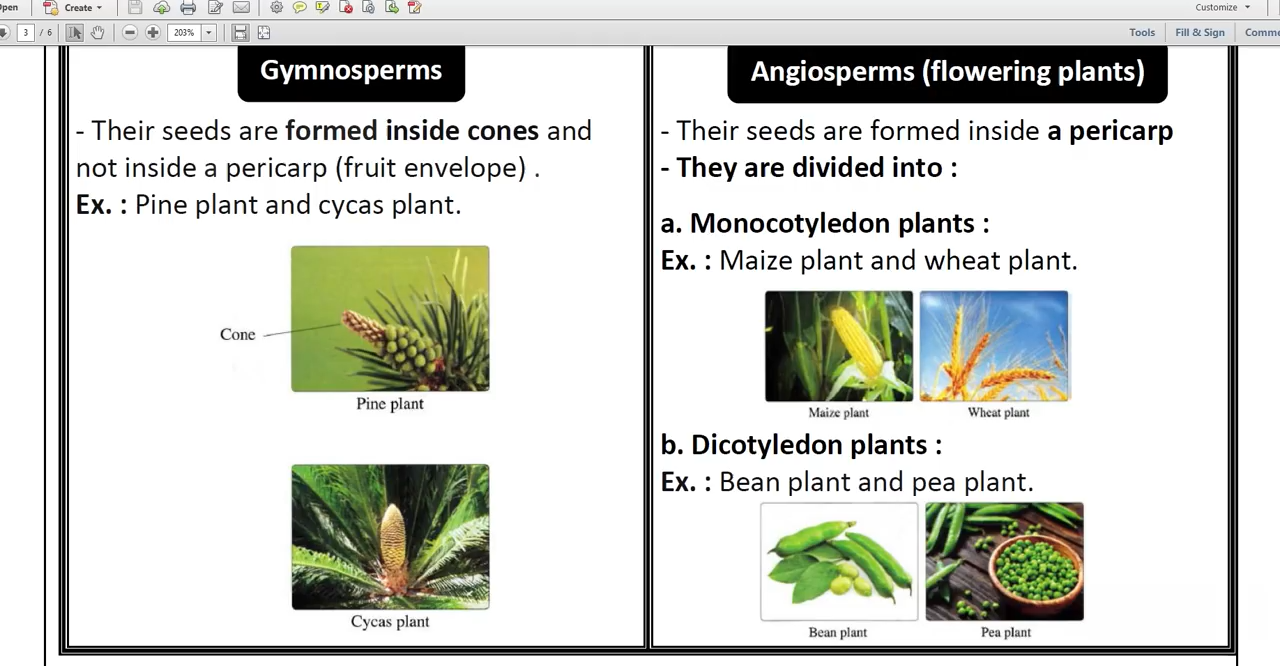 pen
Create
Customize
3 / 6
203%
Tools
Fill & Sign
Comme
Gymnosperms
- Their seeds are formed inside cones and
not inside a pericarp (fruit envelope) .
Ex. : Pine plant and cycas plant.
Cone
Pine plant
Cycas plant
Angiosperms (flowering plants)
- Their seeds are formed inside a pericarp
- They are divided into :
a. Monocotyledon plants :
Ex. : Maize plant and wheat plant.
Maize plant
Wheat plant
b. Dicotyledon plants :
Ex. : Bean plant and pea plant.
Bean plant
Pea plant